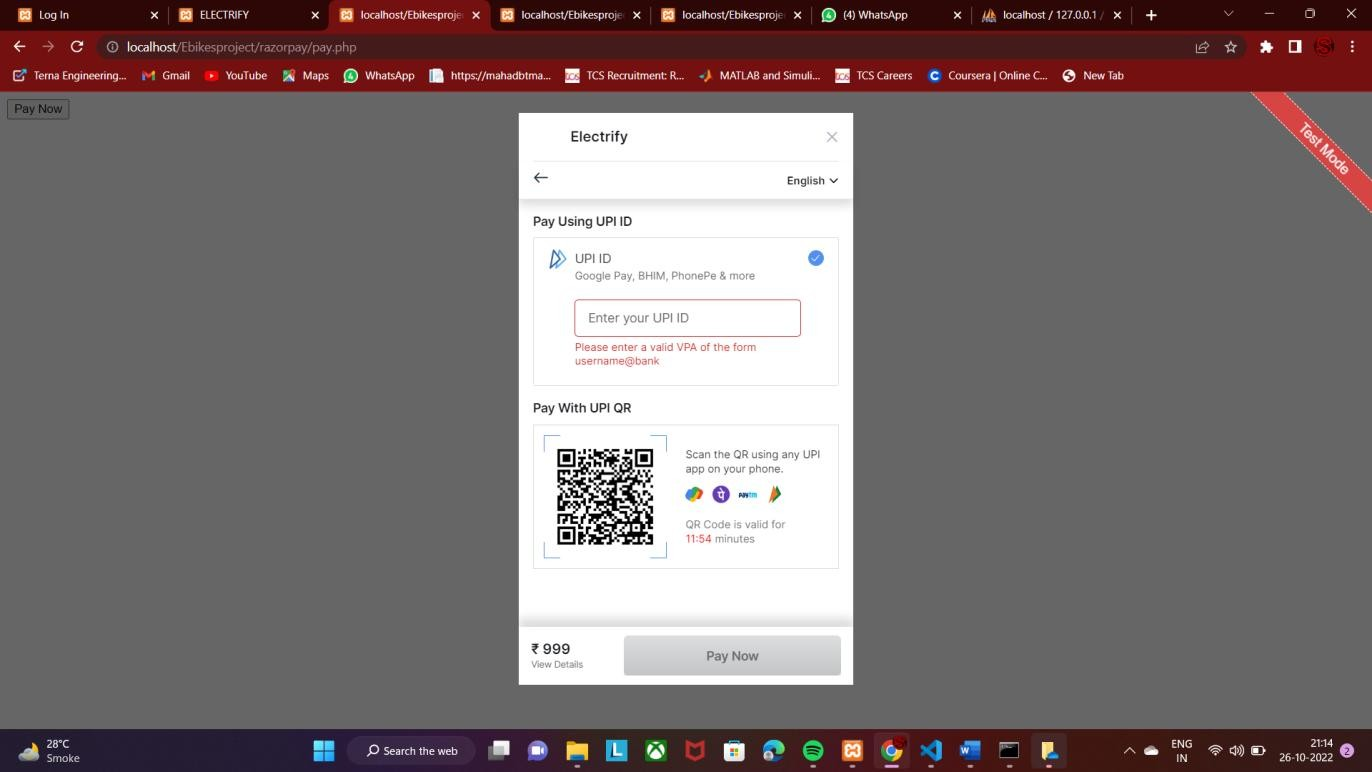 Log In
ELECTRIFY
localhost/Ebikesproje
localhost/Ebikesproje
localhost/Ebikesproje
(4) WhatsApp
localhost / 127.0.0.1 /
localhost/Ebikesproject/razorpay/pay.php
Terna Engineering...
Gmail
YouTube
Maps
WhatsApp
https://mahadbtma...
TCS Recruitment: R...
MATLAB and Simuli...
TCS Careers
Coursera | Online C...
New Tab
Pay Now
Test Mode
Electrify
English
Pay Using UPI ID
UPI ID
Google Pay, BHIM, PhonePe & more
Enter your UPI ID
Please enter a valid VPA of the form
username@bank
Pay With UPI QR
Scan the QR using any UPI
app on your phone.
paytm
QR Code is valid for
11:54 minutes
₹ 999
View Details
Pay Now
28°C
Smoke
Search the web
ENG
IN
21:14
26-10-2022
2